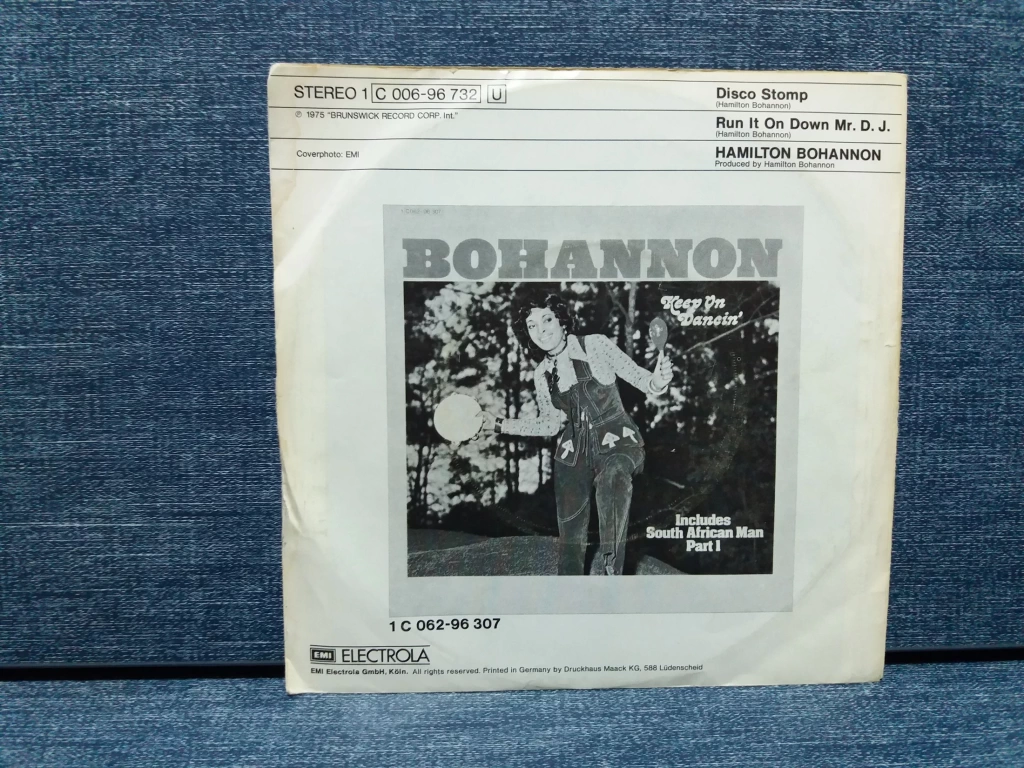 STEREO 1 C 006-96 732 U
℗ 1975 "BRUNSWICK RECORD CORP. Int."
Coverphoto: EMI
Disco Stomp
(Hamilton Bohannon)
Run It On Down Mr. D. J.
(Hamilton Bohannon)
HAMILTON BOHANNON
Produced by Hamilton Bohannon
BOHANNON
Keep On
Dancin'
Includes
South African Man
Part 1
1 C 062-96 307
EMI ELECTROLA
EMI Electrola GmbH, Köln. All rights reserved. Printed in Germany by Druckhaus Maack KG, 588 Lüdenscheid